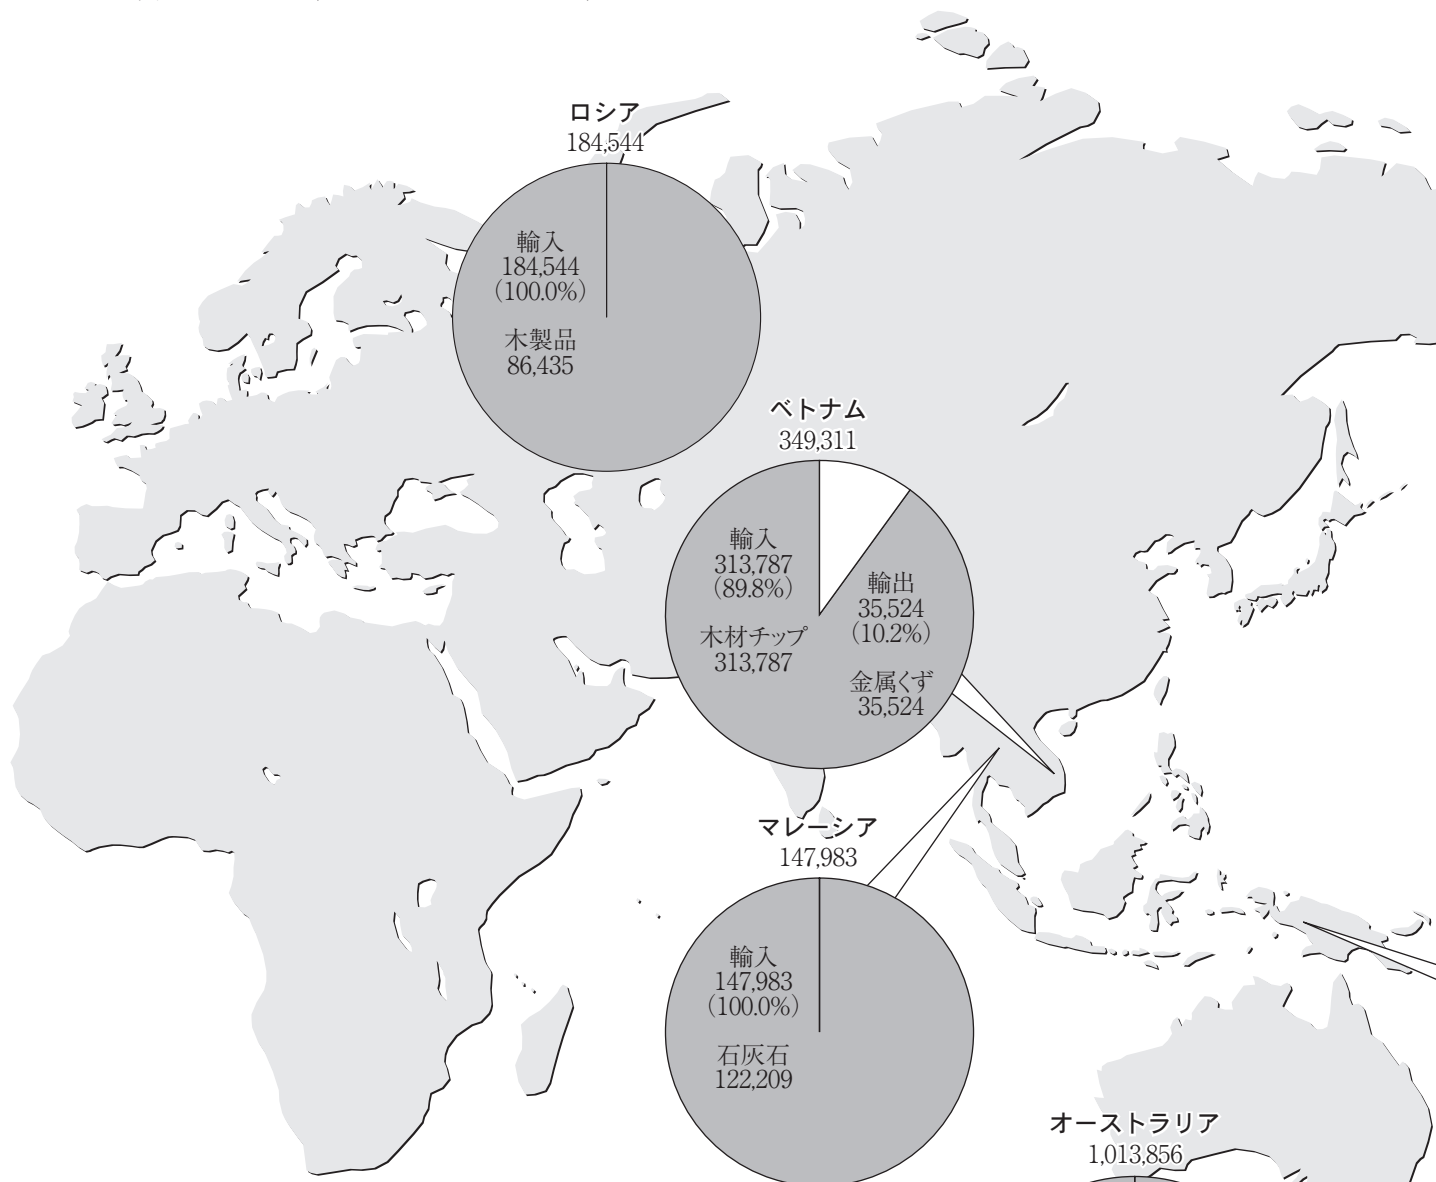 ロシア
184,544
輸入
184,544
(100.0%)
木製品
86,435
ベトナム
349,311
輸入
313,787
(89.8%)
木材チップ
313,787
輸出
35,524
(10.2%)
金属くず
35,524
マレーシア
147,983
輸入
147,983
(100.0%)
石灰石
122,209
オーストラリア
1,013,856